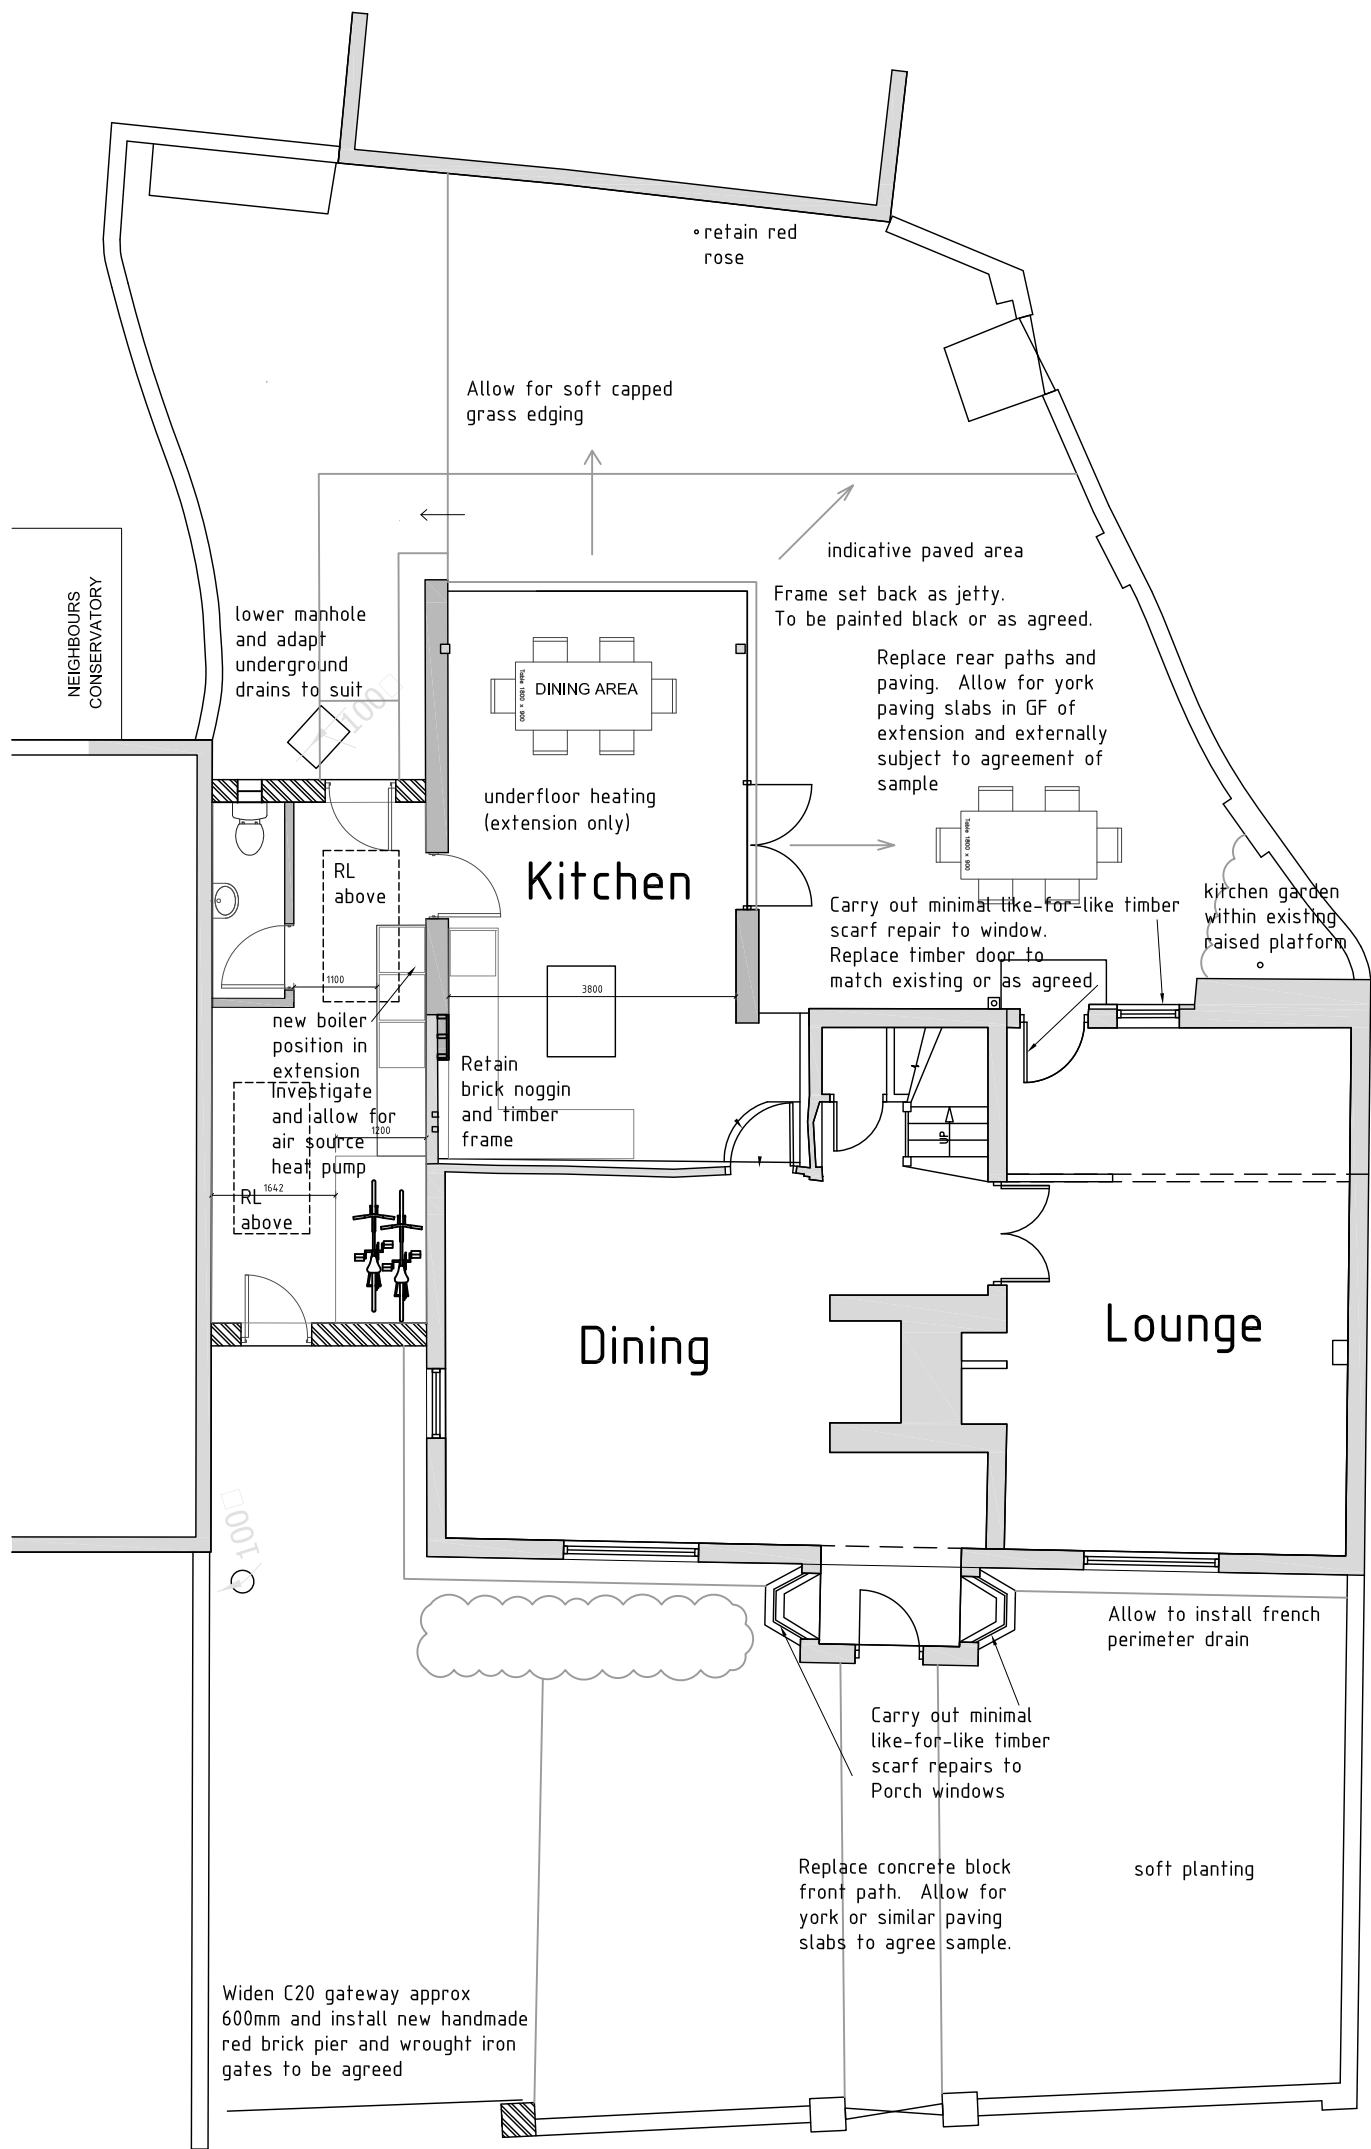 retain red
rose
Allow for soft capped
grass edging
indicative paved area
Frame set back as jetty.
To be painted black or as agreed.
NEIGHBOURS
CONSERVATORY
lower manhole
and adapt
underground
drains to suit
100
DINING AREA
Table 1800 x 900
Replace rear paths and
paving.  Allow for york
paving slabs in GF of
extension and externally
subject to agreement of
sample
underfloor heating
(extension only)
Kitchen
Table 1800 x 900
RL
above
Carry out minimal like-for-like timber
scarf repair to window.
Replace timber door to
match existing or as agreed
kitchen garden
within existing
raised platform
1100
3800
new boiler
position in
extension
Investigate
and allow for
air source
heat pump
Retain
brick noggin
and timber
frame
1200
UP
1642
RL
above
Dining
Lounge
100
Allow to install french
perimeter drain
Carry out minimal
like-for-like timber
scarf repairs to
Porch windows
Replace concrete block
front path.  Allow for
york or similar paving
slabs to agree sample.
soft planting
Widen C20 gateway approx
600mm and install new handmade
red brick pier and wrought iron
gates to be agreed